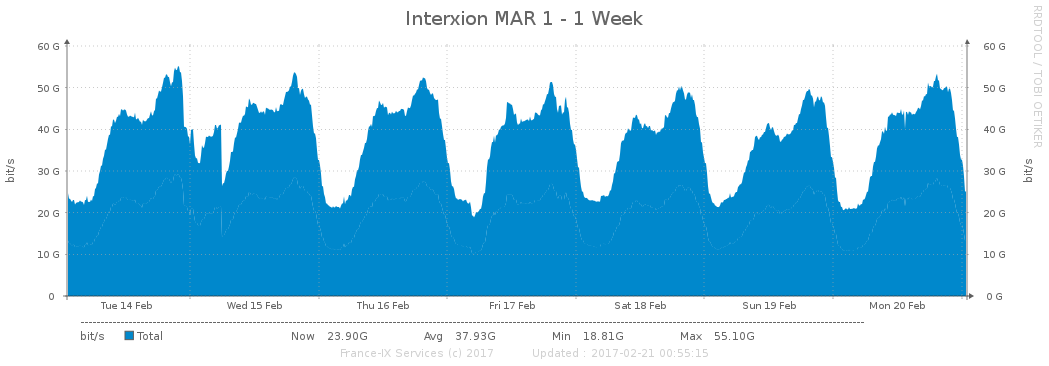 Interxion MAR 1 - 1 Week
RRDTOOL / TOBI OETIKER
60 G 60 G
50 G 50 G
40 G 40 G
30 G 30 G
20 G 20 G
10 G 10 G
0 0 G
bit/s bit/s
Tue 14 Feb Wed 15 Feb Thu 16 Feb Fri 17 Feb Sat 18 Feb Sun 19 Feb Mon 20 Feb
bit/s Total Now 23.90G Avg 37.93G Min 18.81G Max 55.10G
France-IX Services (c) 2017 Updated : 2017-02-21 00:55:15